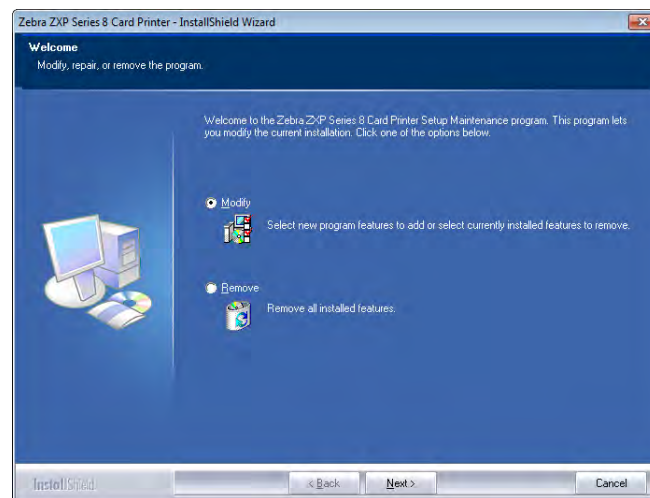 Zebra ZXP Series 8 Card Printer - InstallShield Wizard
Welcome
Modify, repair, or remove the program.
Welcome to the Zebra ZXP Series 8 Card Printer Setup Maintenance program. This program lets
you modify the current installation. Click one of the options below.
Modify
Select new program features to add or select currently installed features to remove.
Remove
Remove all installed features.
InstallShield
< Back
Next >
Cancel